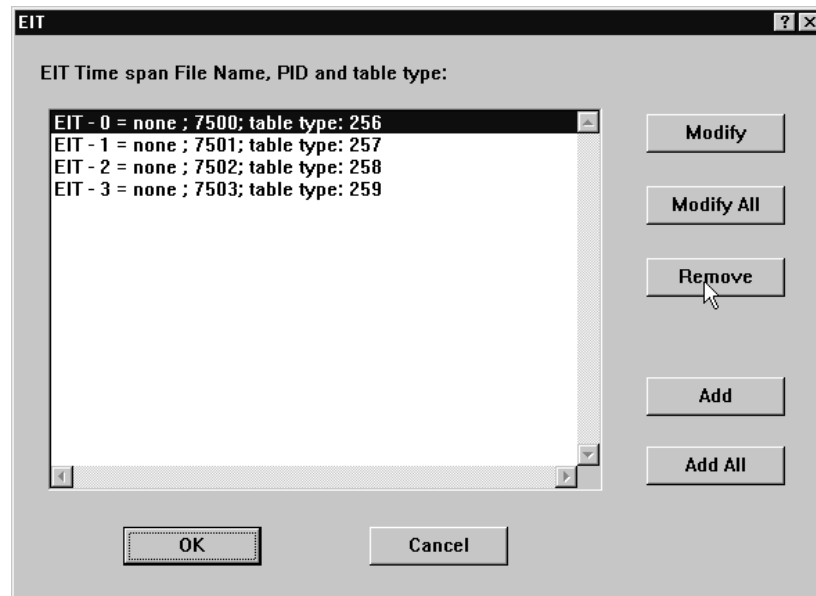 EIT
EIT Time span File Name, PID and table type:
EIT - 0 = none ; 7500; table type: 256
EIT - 1 = none ; 7501; table type: 257
EIT - 2 = none ; 7502; table type: 258
EIT - 3 = none ; 7503; table type: 259
Modify
Modify All
Remove
Add
Add All
OK
Cancel